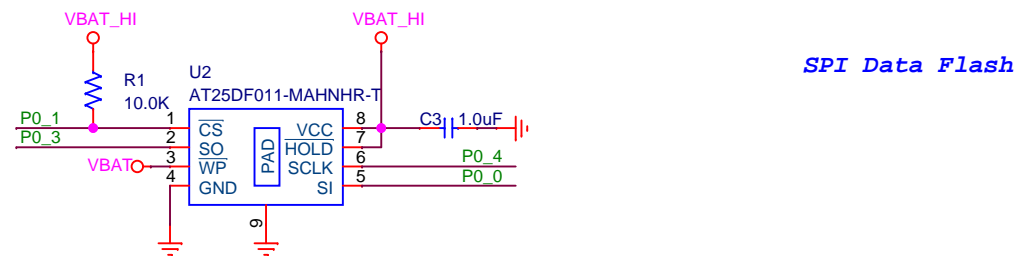 VBAT_HI
VBAT_HI
SPI Data Flash
R1
10.0K
U2
AT25DF011-MAHNHR-T
P0_1
1
CS
VCC
8
C3
1.0uF
P0_3
2
SO
HOLD
7
VBAT
3
WP
PAD
SCLK
6
P0_4
4
GND
SI
5
P0_0
9